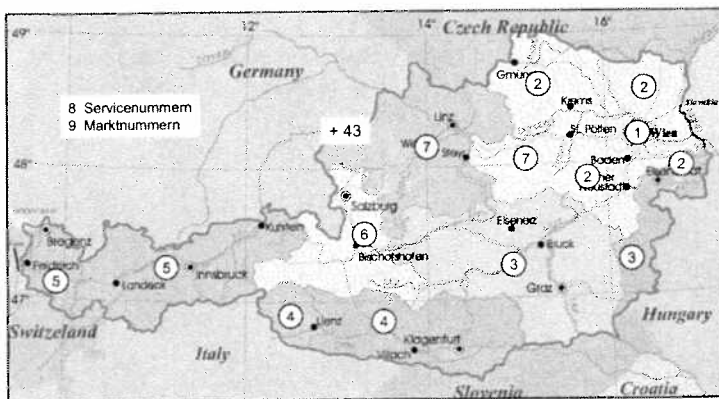 49°
12°
14°
Czech Republic
16°
Germany
Gmünd
2
2
8 Servicenummern
9 Marktnummern
Krems
+ 43
Linz
St. Pölten
1
Wien
7
Steyr
7
48
Baden
2
2
Salzburg
Eisenerz
6
Kufstein
Bregenz
Bischofshofen
Bruck
Feldkirch
5
5
Innsbruck
3
3
Landeck
Graz
47
4
4
Lienz
Hungary
Switzeland
Klagenfurt
Italy
Villach
Slovenia
Croatia